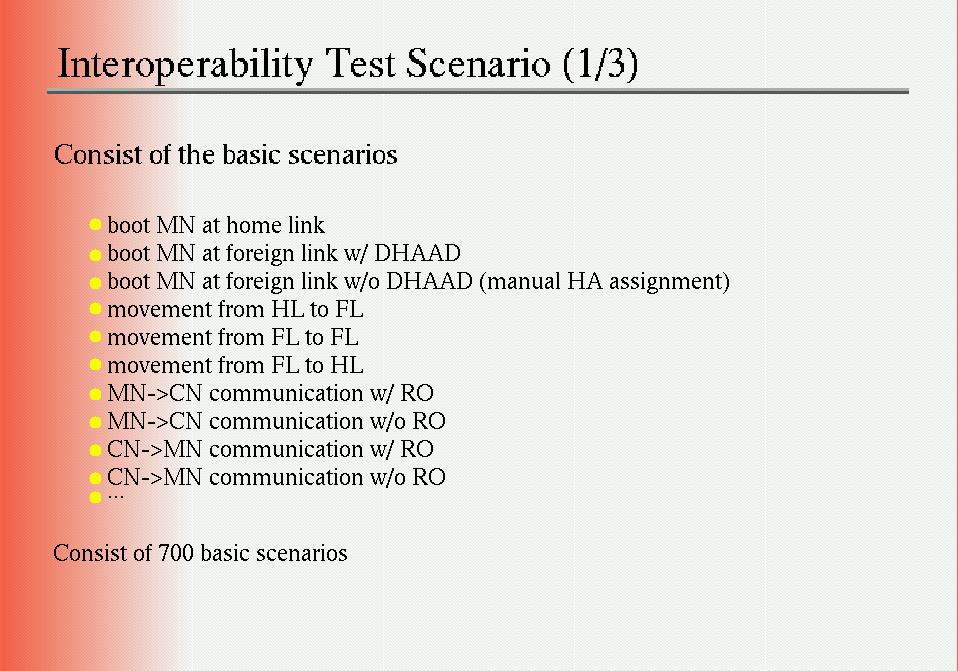 Interoperability Test Scenario (1/3)
Consist of the basic scenarios
boot MN at home link
boot MN at foreign link w/ DHAAD
boot MN at foreign link w/o DHAAD (manual HA assignment)
movement from HL to FL
movement from FL to FL
movement from FL to HL
MN->CN communication w/ RO
MN->CN communication w/o RO
CN->MN communication w/ RO
CN->MN communication w/o RO
...
Consist of 700 basic scenarios